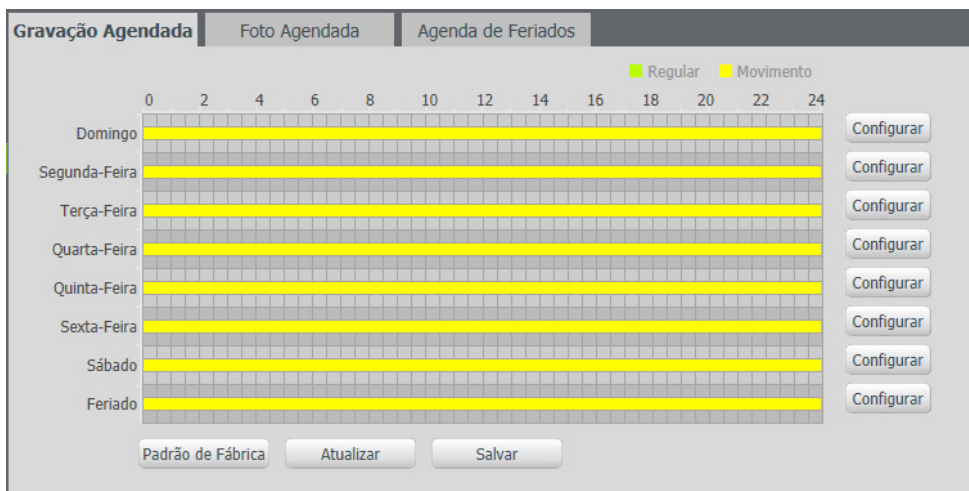 Gravação Agendada Foto Agendada Agenda de Feriados
Regular Movimento
0 2 4 6 8 10 12 14 16 18 20 22 24
Domingo Configurar
Segunda-Feira Configurar
Terça-Feira Configurar
Quarta-Feira Configurar
Quinta-Feira Configurar
Sexta-Feira Configurar
Sábado Configurar
Feriado Configurar
Padrão de Fábrica Atualizar Salvar